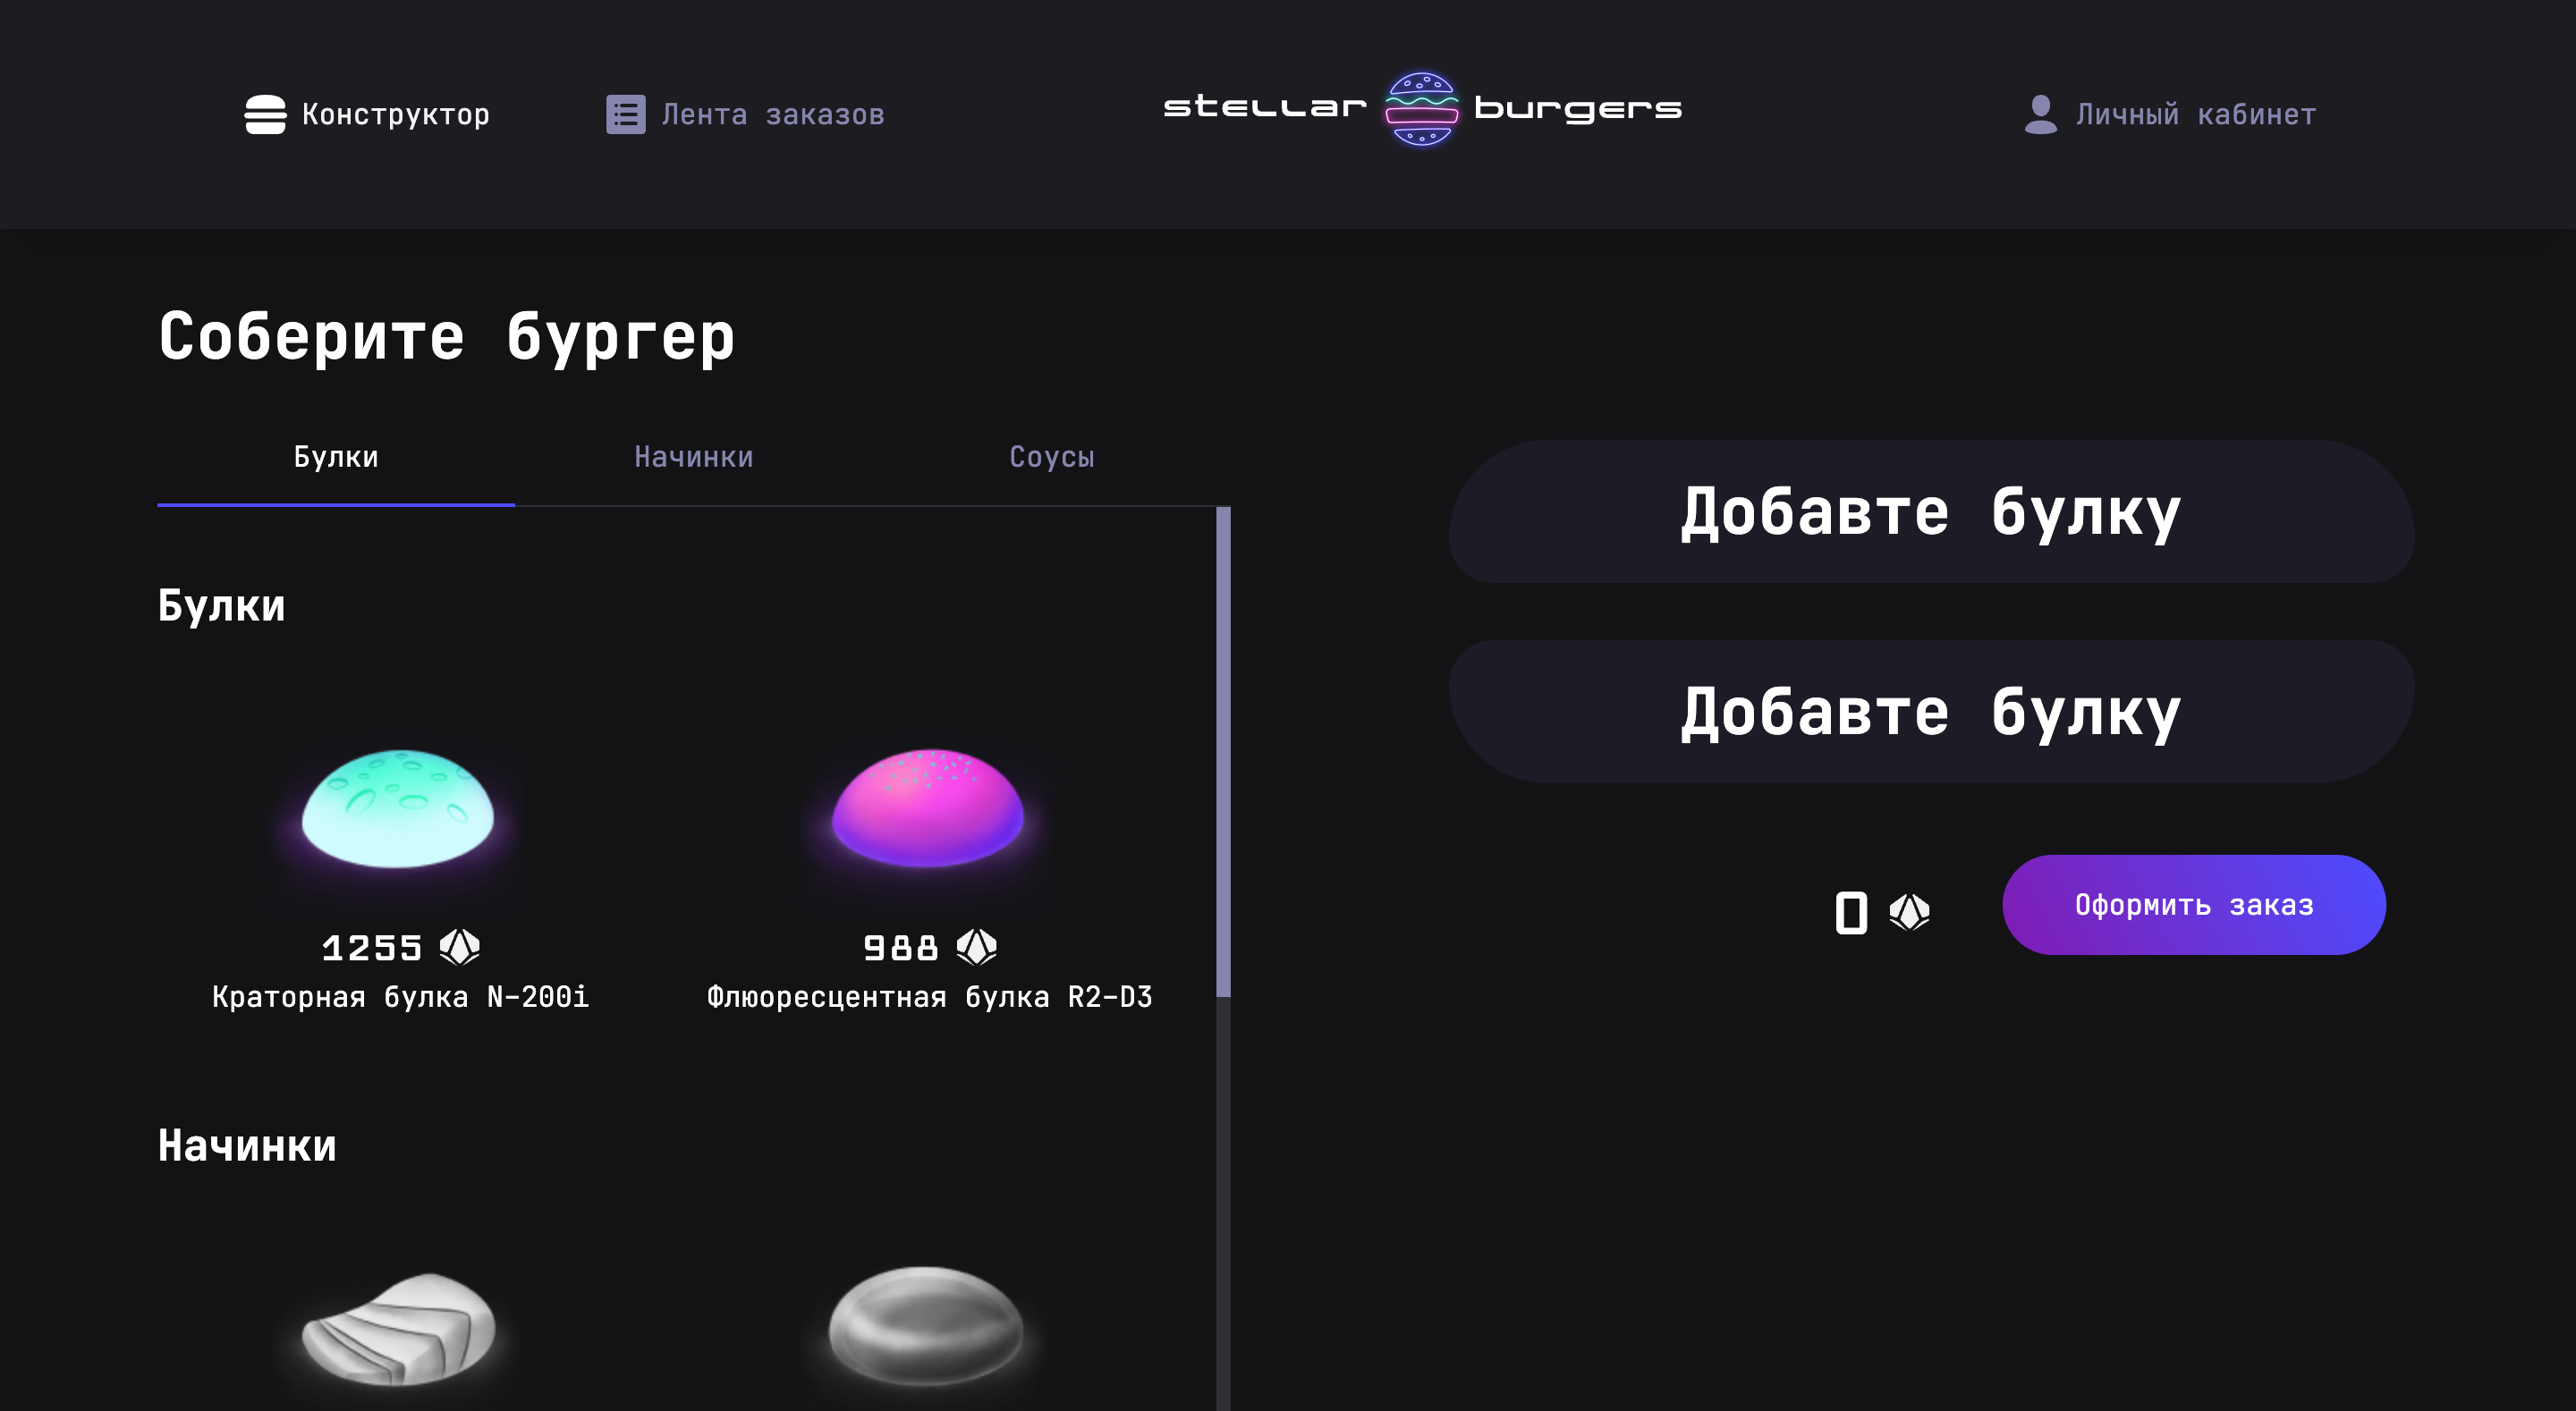 Конструктор
Лента заказов
stellar burgers
Личный кабинет
Соберите бургер
Булки
Начинки
Соусы
Булки
1255
Краторная булка N-200i
988
Флюоресцентная булка R2-D3
Начинки
Добавте булку
Добавте булку
0
Оформить заказ